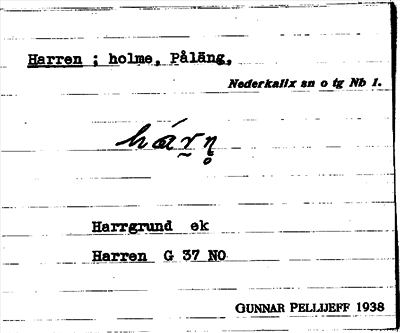 Harren ; holme, Påläng,
Nederkalix sn o tg Nb 1.
Harrgrund ek
Harren G 37 NO
GUNNAR PELLIJEFF 1938